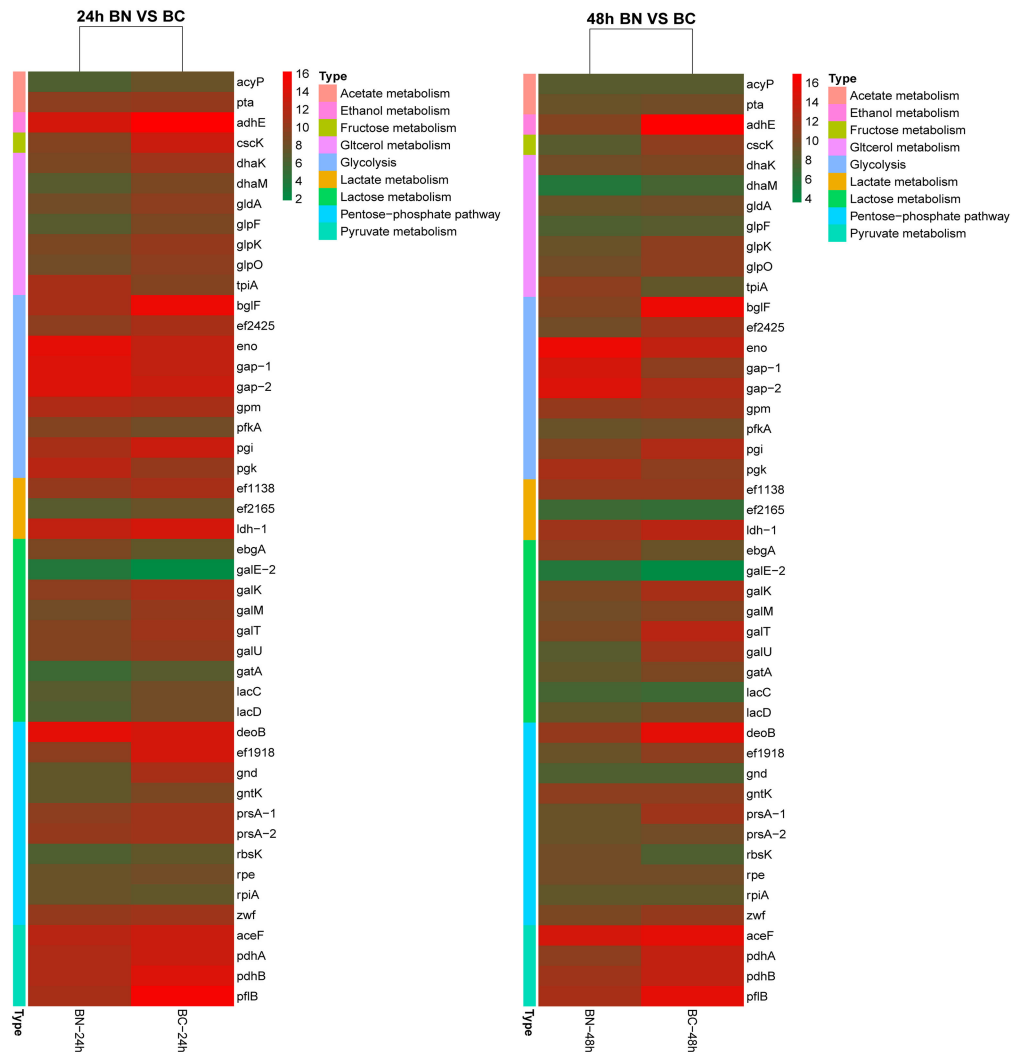 24h BN VS BC
acyP
pta
adhE
cscK
dhaK
dhaM
gldA
glpF
glpK
glpO
tpiA
bglF
ef2425
eno
gap-1
gap-2
gpm
pfkA
pgi
pgk
ef1138
ef2165
ldh-1
ebgA
galE-2
galK
galM
galT
galU
gatA
lacC
lacD
deoB
ef1918
gnd
gntK
prsA-1
prsA-2
rbsK
rpe
rpiA
zwf
aceF
pdhA
pdhB
pflB
Type
BN-24h
BC-24h
16
14
12
10
8
6
4
2
Type
Acetate metabolism
Ethanol metabolism
Fructose metabolism
Gltcerol metabolism
Glycolysis
Lactate metabolism
Lactose metabolism
Pentose-phosphate pathway
Pyruvate metabolism
48h BN VS BC
acyP
pta
adhE
cscK
dhaK
dhaM
gldA
glpF
glpK
glpO
tpiA
bglF
ef2425
eno
gap-1
gap-2
gpm
pfkA
pgi
pgk
ef1138
ef2165
ldh-1
ebgA
galE-2
galK
galM
galT
galU
gatA
lacC
lacD
deoB
ef1918
gnd
gntK
prsA-1
prsA-2
rbsK
rpe
rpiA
zwf
aceF
pdhA
pdhB
pflB
Type
BN-48h
BC-48h
16
14
12
10
8
6
4
Type
Acetate metabolism
Ethanol metabolism
Fructose metabolism
Gltcerol metabolism
Glycolysis
Lactate metabolism
Lactose metabolism
Pentose-phosphate pathway
Pyruvate metabolism